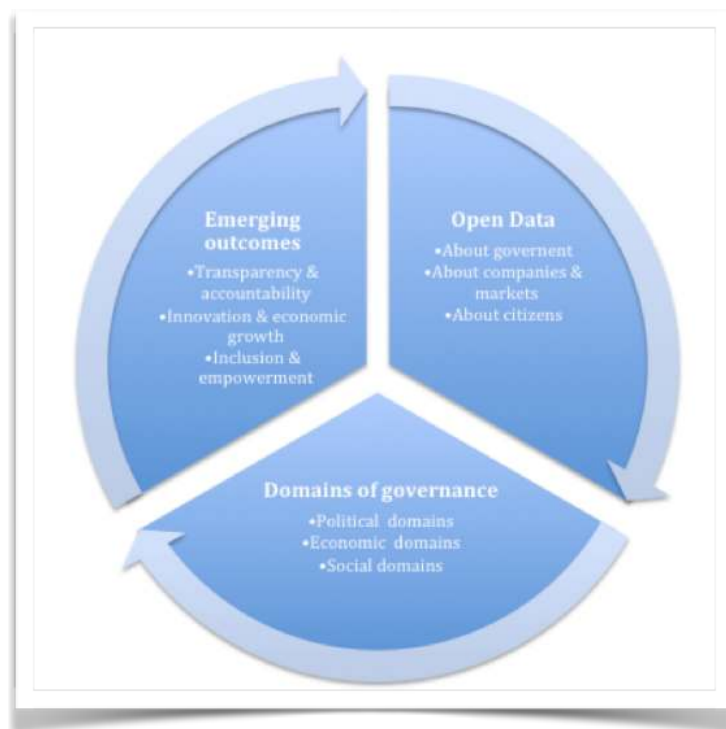 Emerging
outcomes
•Transparency &
accountability
•Innovation & economic
growth
•Inclusion &
empowerment
Open Data
•About governent
•About companies &
markets
•About citizens
Domains of governance
•Political domains
•Economic domains
•Social domains